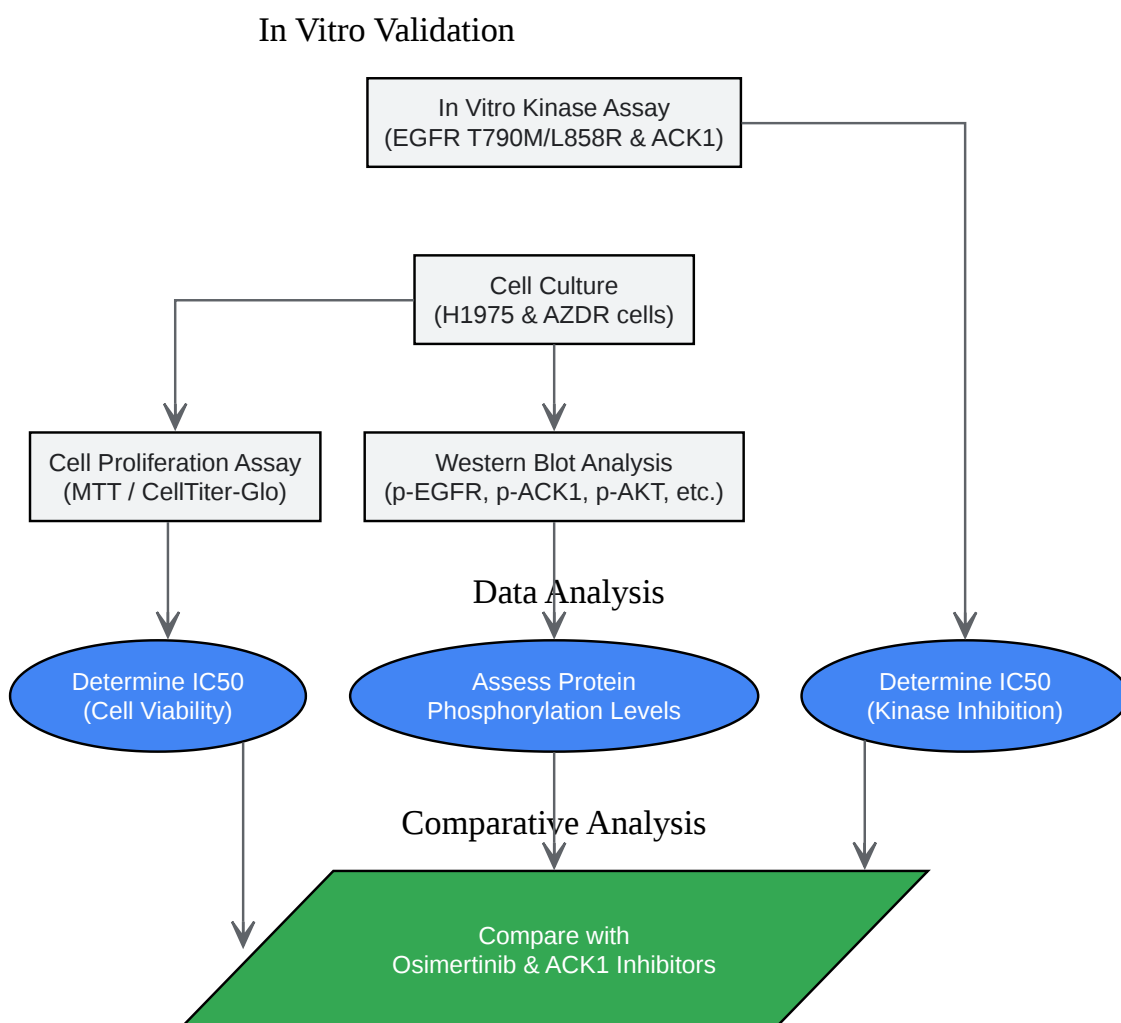 In Vitro Validation
In Vitro Kinase Assay
(EGFR T790M/L858R & ACK1)
Cell Culture
(H1975 & AZDR cells)
Cell Proliferation Assay
(MTT / CellTiter-Glo)
Western Blot Analysis
(p-EGFR, p-ACK1, p-AKT, etc.)
Data Analysis
Determine IC50
(Cell Viability)
Assess Protein
Phosphorylation Levels
Determine IC50
(Kinase Inhibition)
Comparative Analysis
Compare with
Osimertinib & ACK1 Inhibitors